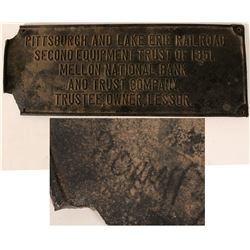 PITTSBURGH AND LAKE ERIE RAILROAD
SECOND EQUIPMENT TRUST OF 1951.
MELLON NATIONAL BANK
AND TRUST COMPANY,
TRUSTEE, OWNER, LESSOR.